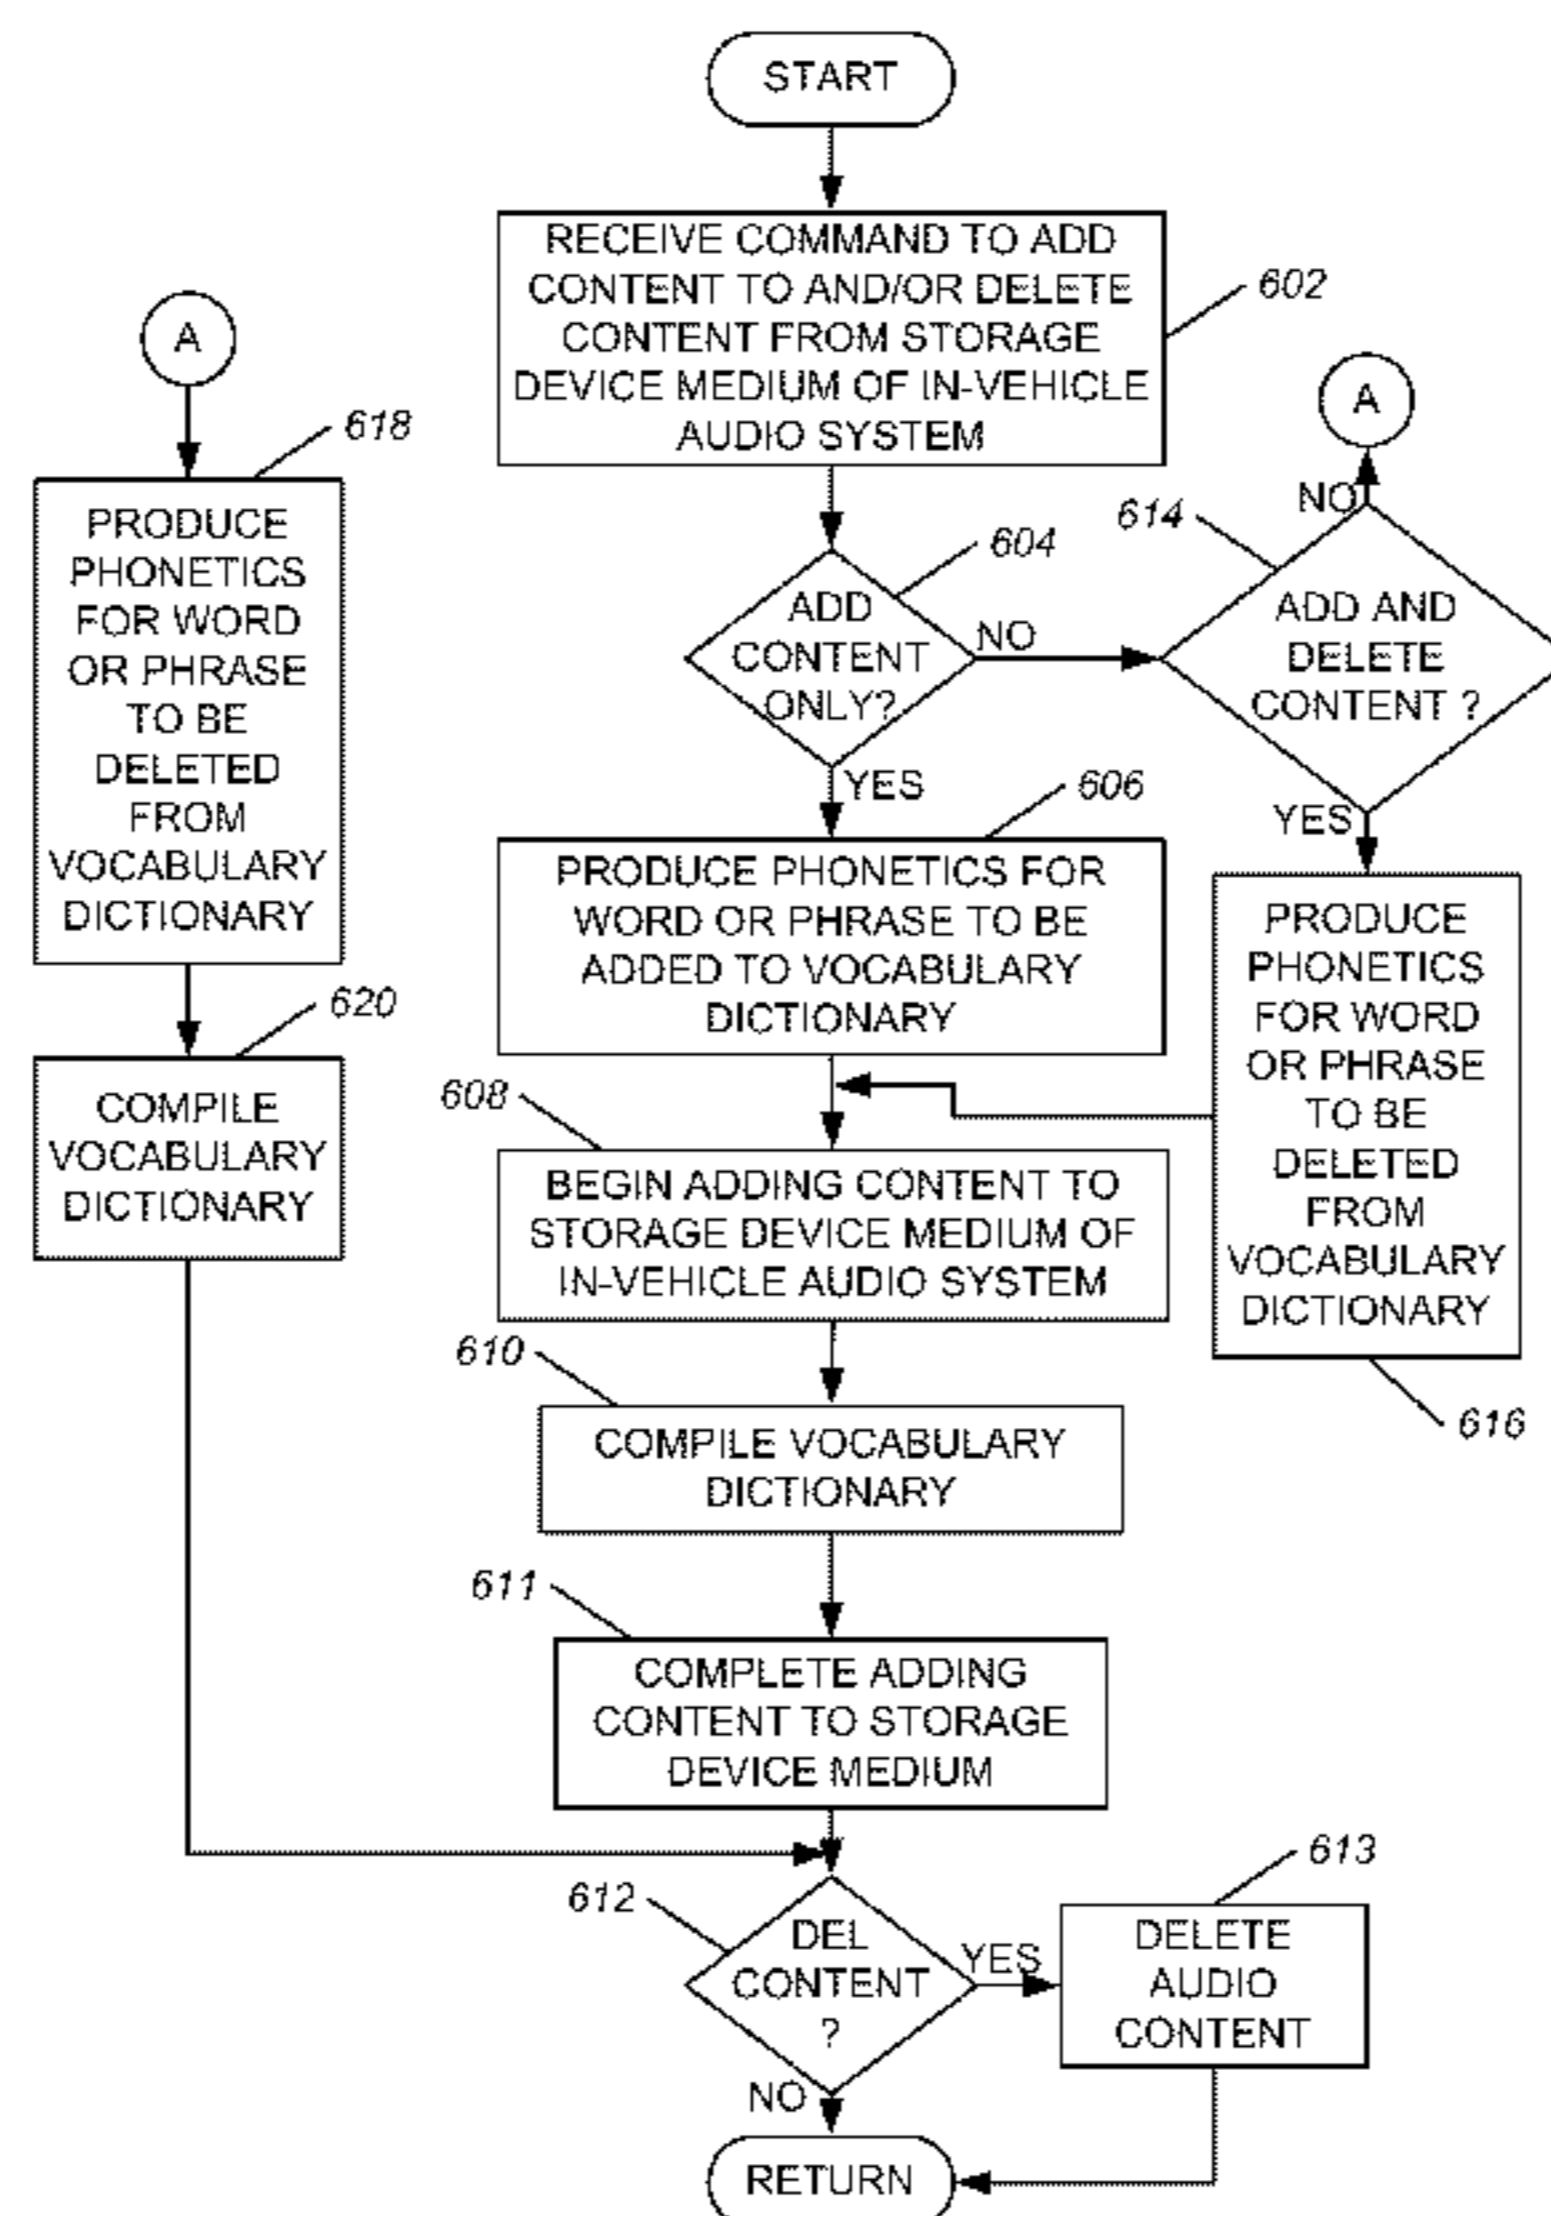 START
RECEIVE COMMAND TO ADD
CONTENT TO AND/OR DELETE
CONTENT FROM STORAGE
DEVICE MEDIUM OF IN-VEHICLE
AUDIO SYSTEM
602
ADD
CONTENT
ONLY?
604
NO
YES
A
NO
614
ADD AND
DELETE
CONTENT ?
YES
606
PRODUCE PHONETICS FOR
WORD OR PHRASE TO BE
ADDED TO VOCABULARY
DICTIONARY
PRODUCE
PHONETICS
FOR WORD
OR PHRASE
TO BE
DELETED
FROM
VOCABULARY
DICTIONARY
616
608
BEGIN ADDING CONTENT TO
STORAGE DEVICE MEDIUM OF
IN-VEHICLE AUDIO SYSTEM
610
COMPILE VOCABULARY
DICTIONARY
611
COMPLETE ADDING
CONTENT TO STORAGE
DEVICE MEDIUM
A
618
PRODUCE
PHONETICS
FOR WORD
OR PHRASE
TO BE
DELETED
FROM
VOCABULARY
DICTIONARY
620
COMPILE
VOCABULARY
DICTIONARY
612
DEL
CONTENT
?
YES
613
DELETE
AUDIO
CONTENT
NO
RETURN